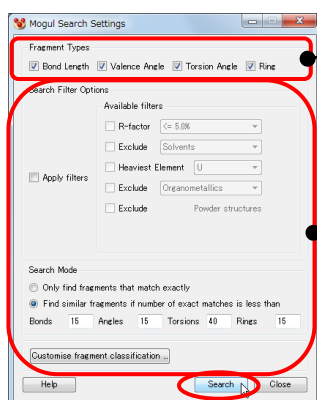 Mogul Search Settings
Fragment Types
Bond Length Valence Angle Torsion Angle Ring
Search Filter Options
Available filters
R-factor <= 5.0%
Exclude Solvents
Heaviest Element U
Apply filters
Exclude Organometallics
Exclude Powder structures
Search Mode
Only find fragments that match exactly
Find similar fragments if number of exact matches is less than
Bonds 15 Angles 15 Torsions 40 Rings 15
Customise fragment classification ...
Help Search Close